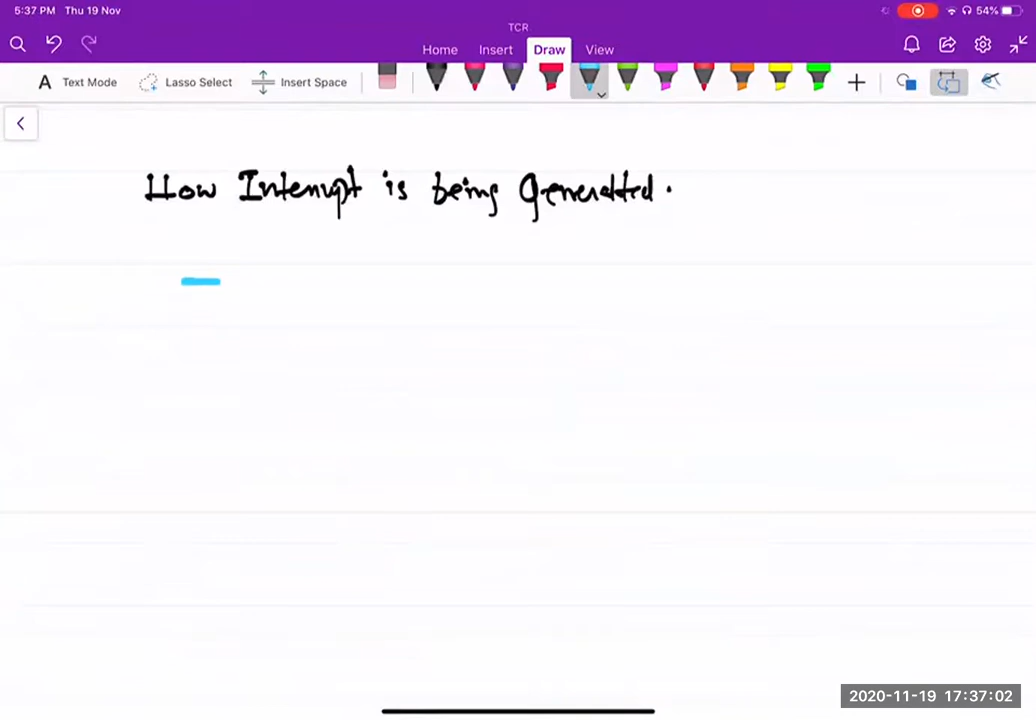 5:37 PM Thu 19 Nov
54%
TCR
Home Insert Draw View
A Text Mode Lasso Select Insert Space
How Interrupt is being Generatted.
2020-11-19 17:37:02